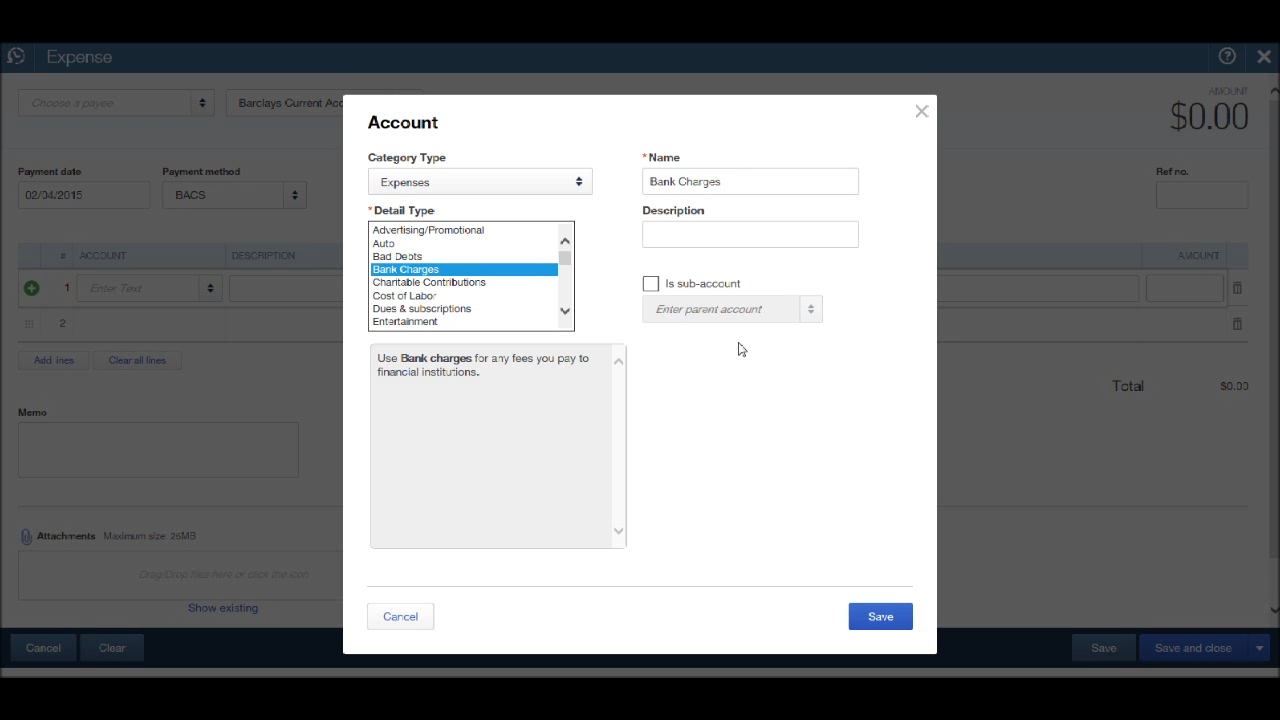 Expense
Choose a payee
Barclays Current Acc
AMOUNT
$0.00
Payment date
Payment method
Ref no.
02/04/2015
BACS
# ACCOUNT DESCRIPTION AMOUNT
1 Enter Text
2
Add lines
Clear all lines
Total $0.00
Memo
Attachments Maximum size: 25MB
Drag/Drop files here or click the icon
Show existing
Cancel
Clear
Save
Save and close
Account
Category Type
Expenses
*Detail Type
Advertising/Promotional
Auto
Bad Debts
Bank Charges
Charitable Contributions
Cost of Labor
Dues & subscriptions
Entertainment
Use Bank charges for any fees you pay to
financial institutions.
*Name
Bank Charges
Description
Is sub-account
Enter parent account
Cancel
Save